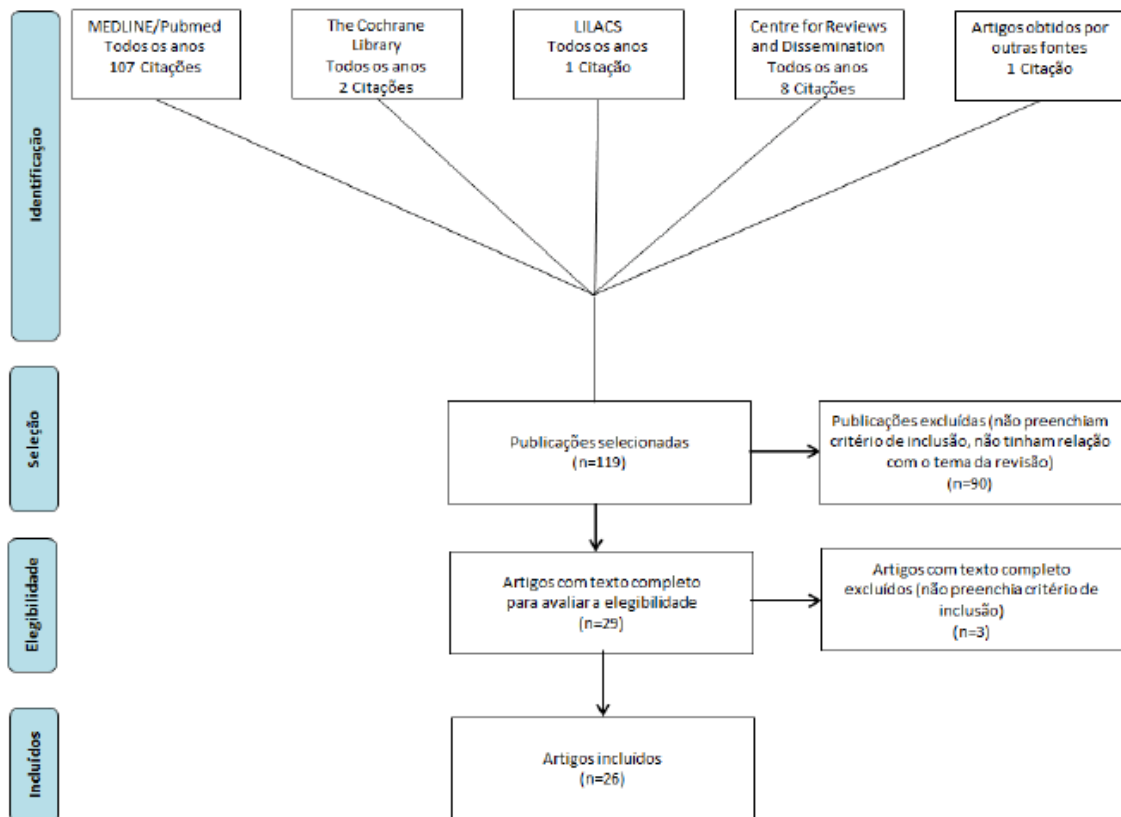 MEDLINE/Pubmed
Todos os anos
107 Citações
The Cochrane
Library
Todos os anos
2 Citações
LILACS
Todos os anos
1 Citação
Centre for Reviews
and Dissemination
Todos os anos
8 Citações
Artigos obtidos por
outras fontes
1 Citação
Identificação
Seleção
Publicações selecionadas
(n=119)
Publicações excluídas (não preenchiam
critério de inclusão, não tinham relação
com o tema da revisão)
(n=90)
Elegibilidade
Artigos com texto completo
para avaliar a elegibilidade
(n=29)
Artigos com texto completo
excluídos (não preenchia critério de
inclusão)
(n=3)
Incluídos
Artigos incluídos
(n=26)